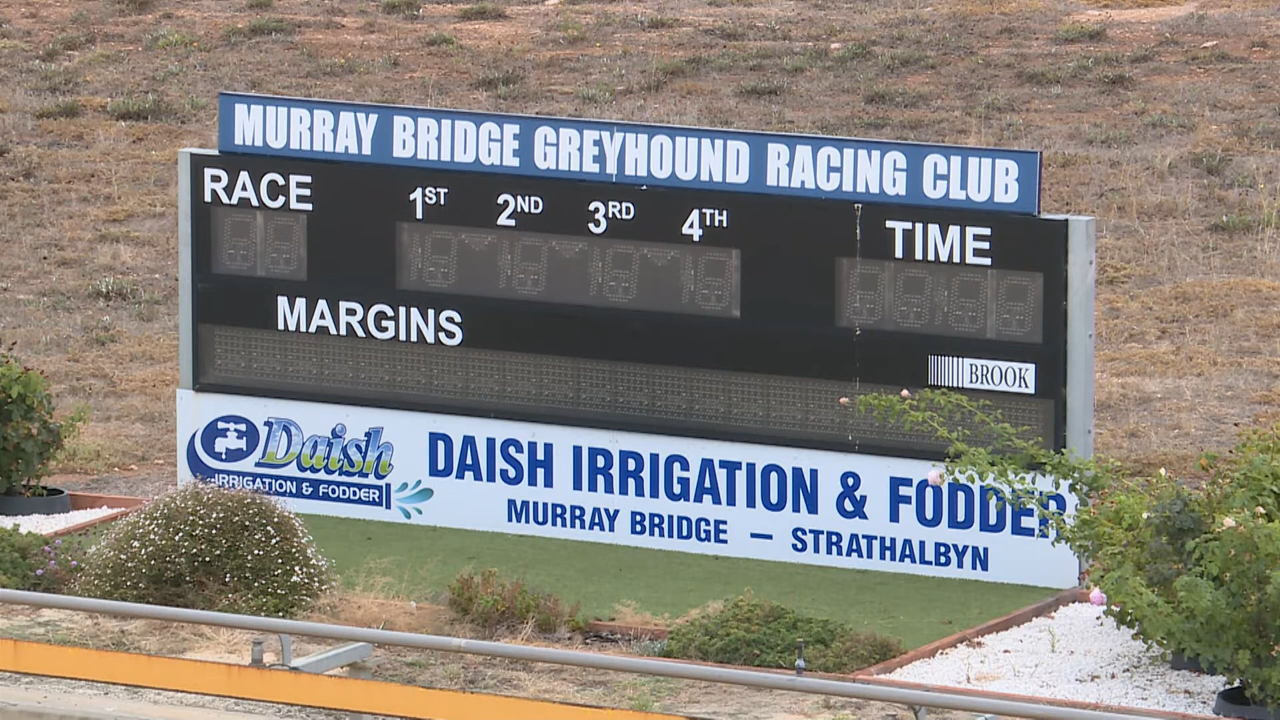 MURRAY BRIDGE GREYHOUND RACING CLUB
RACE 1ST 2ND 3RD 4TH TIME
MARGINS
BROOK
Daish
IRRIGATION & FODDER
DAISH IRRIGATION & FODDER
MURRAY BRIDGE – STRATHALBYN